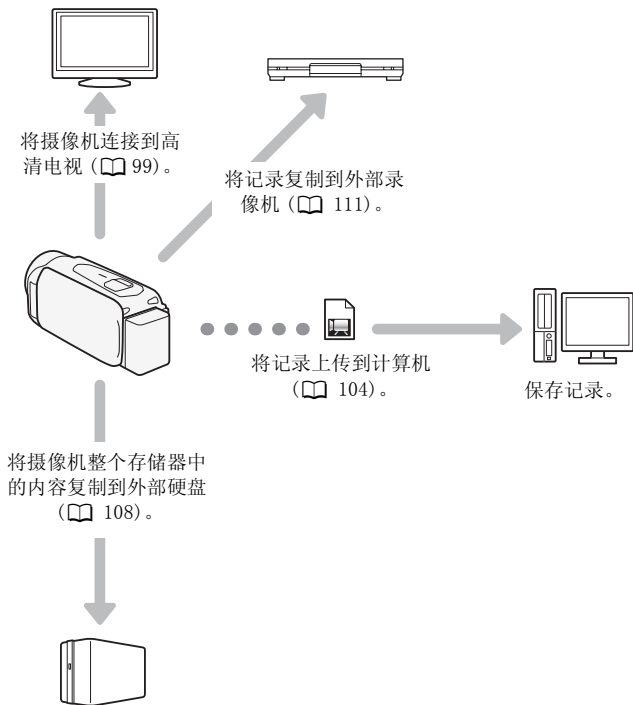 将摄像机连接到高
清电视（ 99）。
将记录复制到外部录
像机（ 111）。
将记录上传到计算机
（ 104）。
保存记录。
将摄像机整个存储器中
的内容复制到外部硬盘
（ 108）。